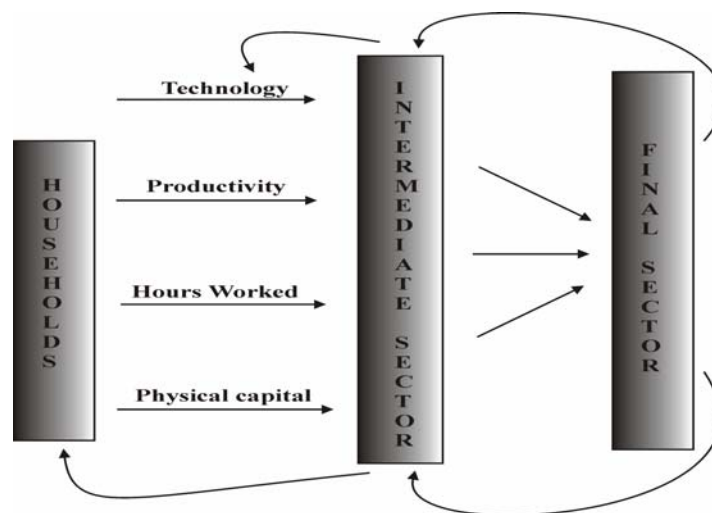 HOUSEHOLDS
Technology
Productivity
Hours Worked
Physical capital
INTERMEDIATE SECTOR
FINAL SECTOR